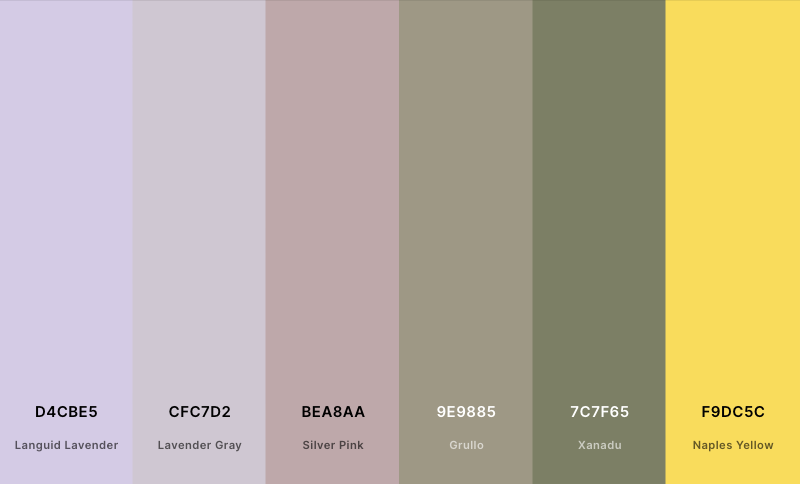 D4CBE5
Languid Lavender
CFC7D2
Lavender Gray
BEA8AA
Silver Pink
9E9885
Grullo
7C7F65
Xanadu
F9DC5C
Naples Yellow